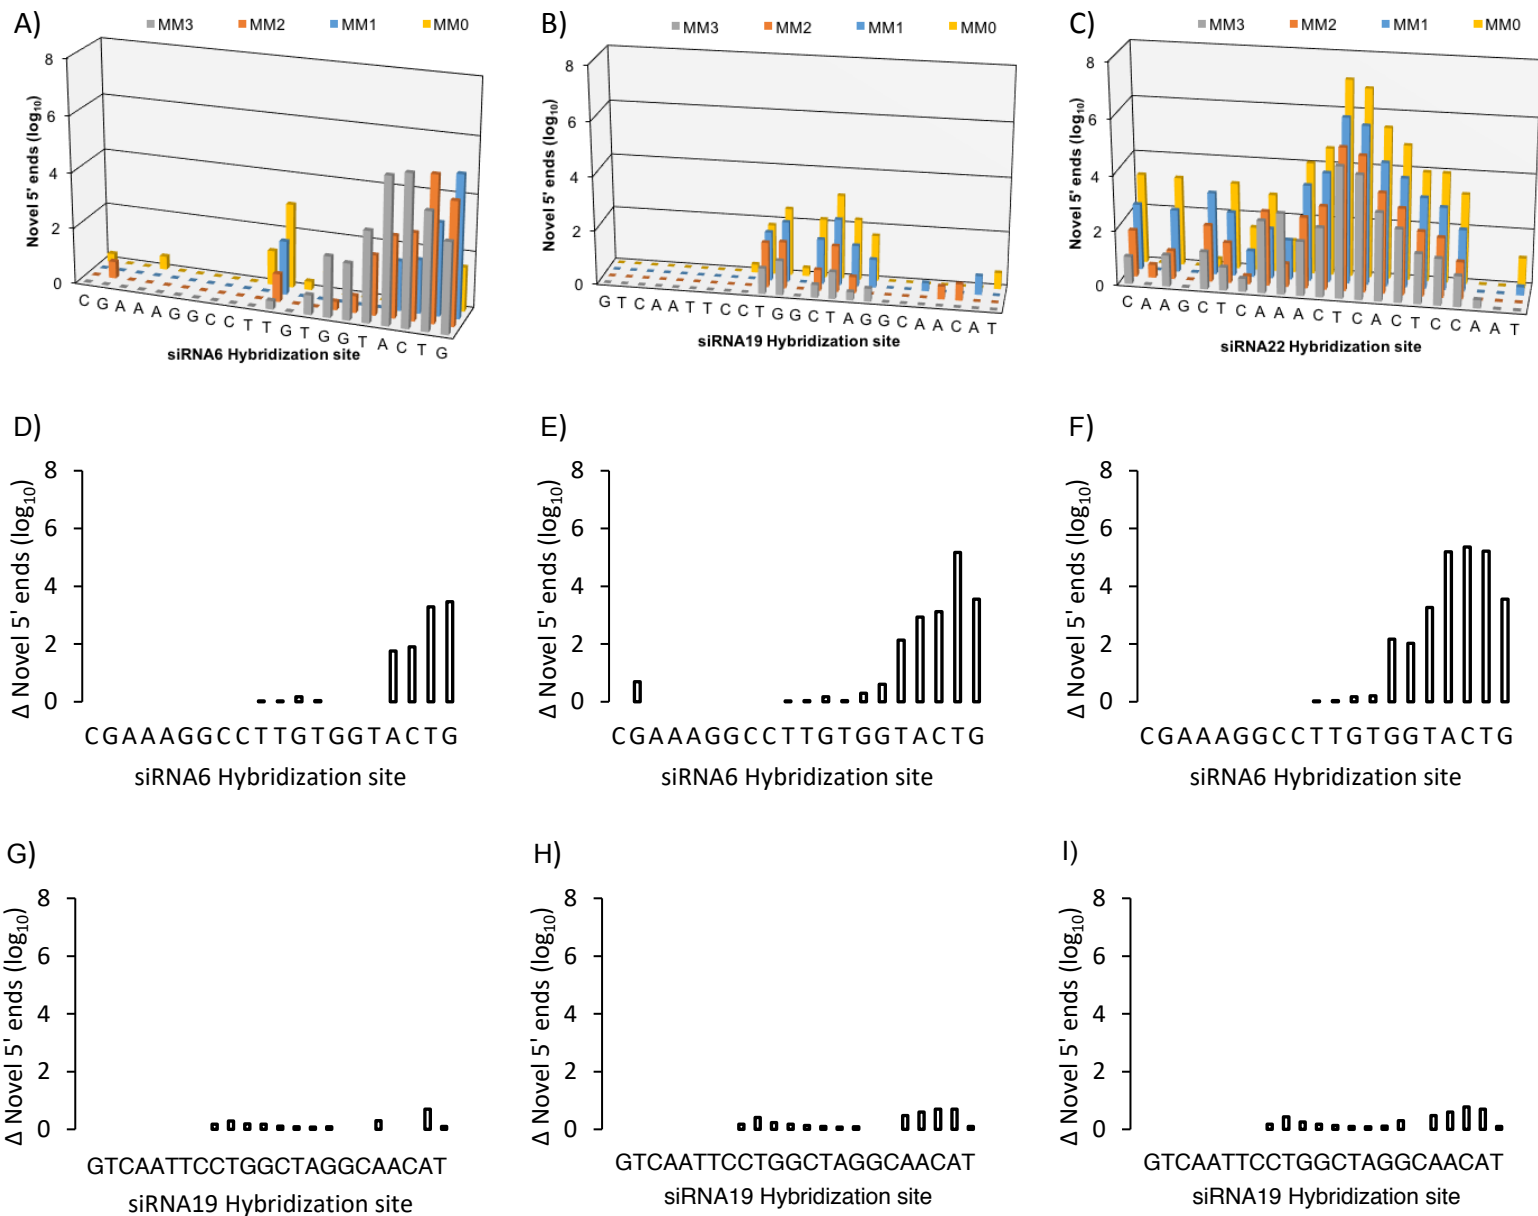 A)
MM3 MM2 MM1 MM0
Novel 5' ends (log10)
8
6
4
2
0
C G A A A G G C C T T G T G G T A C T G
siRNA6 Hybridization site
B)
MM3 MM2 MM1 MM0
Novel 5' ends (log10)
8
6
4
2
0
G T C A A T T C C T G G C T A G G C A A C A T
siRNA19 Hybridization site
C)
MM3 MM2 MM1 MM0
Novel 5' ends (log10)
8
6
4
2
0
C A A G C T C A A A C T C A C T C C A A T
siRNA22 Hybridization site
D)
Δ Novel 5' ends (log10)
8
6
4
2
0
C G A A A G G C C T T G T G G T A C T G
siRNA6 Hybridization site
E)
Δ Novel 5' ends (log10)
8
6
4
2
0
C G A A A G G C C T T G T G G T A C T G
siRNA6 Hybridization site
F)
Δ Novel 5' ends (log10)
8
6
4
2
0
C G A A A G G C C T T G T G G T A C T G
siRNA6 Hybridization site
G)
Δ Novel 5' ends (log10)
8
6
4
2
0
GTCAATTCCTGGCTAGGCAACAT
siRNA19 Hybridization site
H)
Δ Novel 5' ends (log10)
8
6
4
2
0
GTCAATTCCTGGCTAGGCAACAT
siRNA19 Hybridization site
I)
Δ Novel 5' ends (log10)
8
6
4
2
0
GTCAATTCCTGGCTAGGCAACAT
siRNA19 Hybridization site